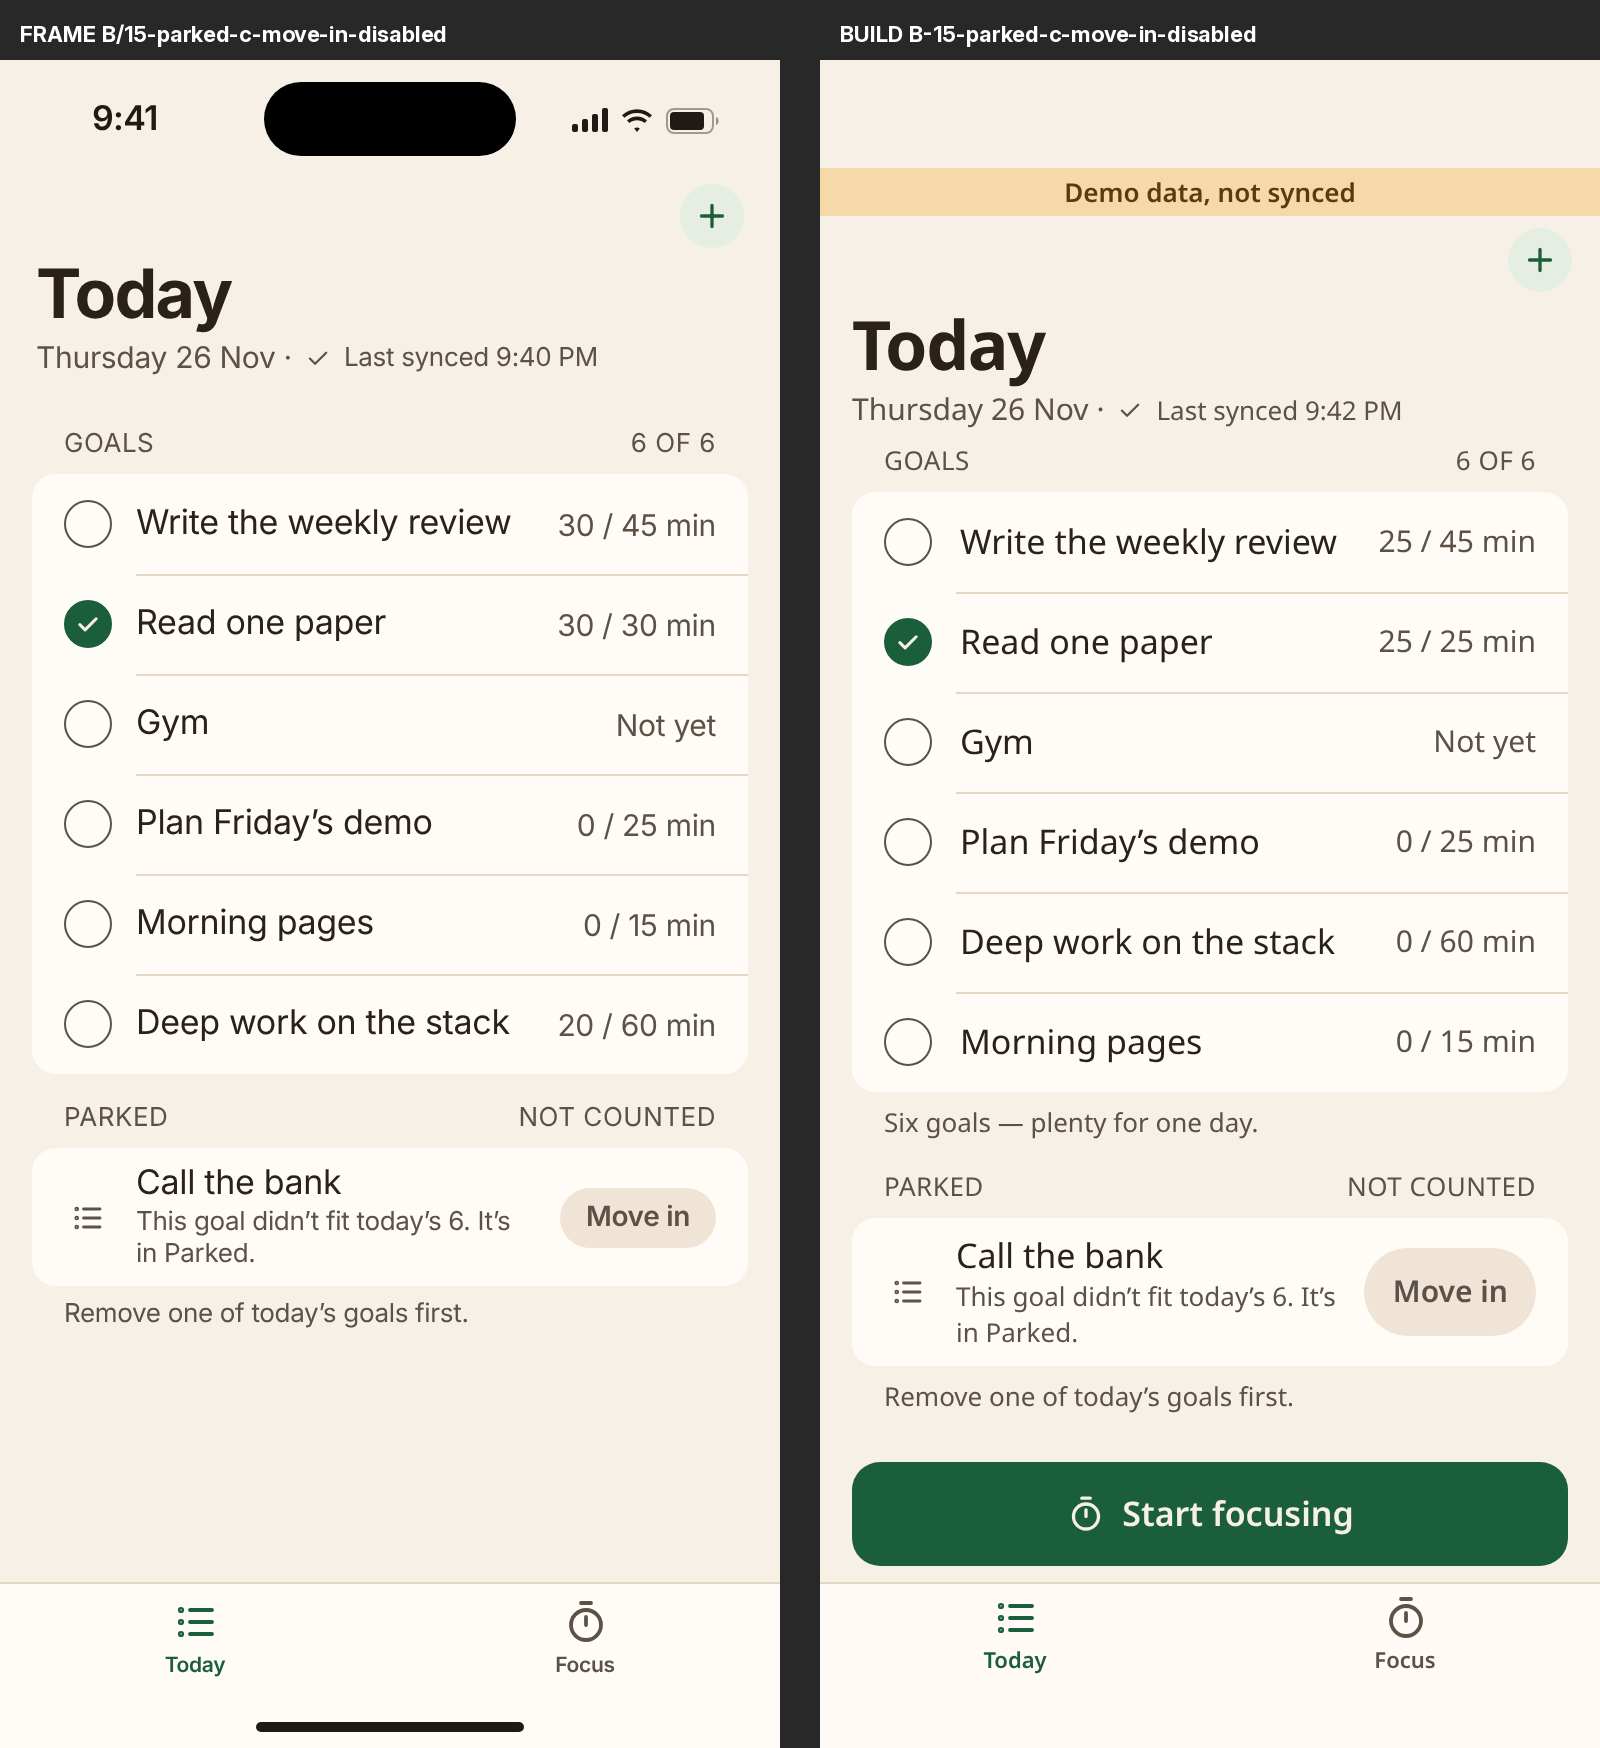 FRAME B/15-parked-c-move-in-disabled
9:41
Today
Thursday 26 Nov · Last synced 9:40 PM
GOALS 6 OF 6
Write the weekly review 30 / 45 min
Read one paper 30 / 30 min
Gym Not yet
Plan Friday’s demo 0 / 25 min
Morning pages 0 / 15 min
Deep work on the stack 20 / 60 min
PARKED NOT COUNTED
Call the bank
This goal didn’t fit today’s 6. It’s
in Parked.
Move in
Remove one of today’s goals first.
Today Focus
BUILD B-15-parked-c-move-in-disabled
Demo data, not synced
Today
Thursday 26 Nov · Last synced 9:42 PM
GOALS 6 OF 6
Write the weekly review 25 / 45 min
Read one paper 25 / 25 min
Gym Not yet
Plan Friday’s demo 0 / 25 min
Deep work on the stack 0 / 60 min
Morning pages 0 / 15 min
Six goals — plenty for one day.
PARKED NOT COUNTED
Call the bank
This goal didn’t fit today’s 6. It’s
in Parked.
Move in
Remove one of today’s goals first.
Start focusing
Today Focus